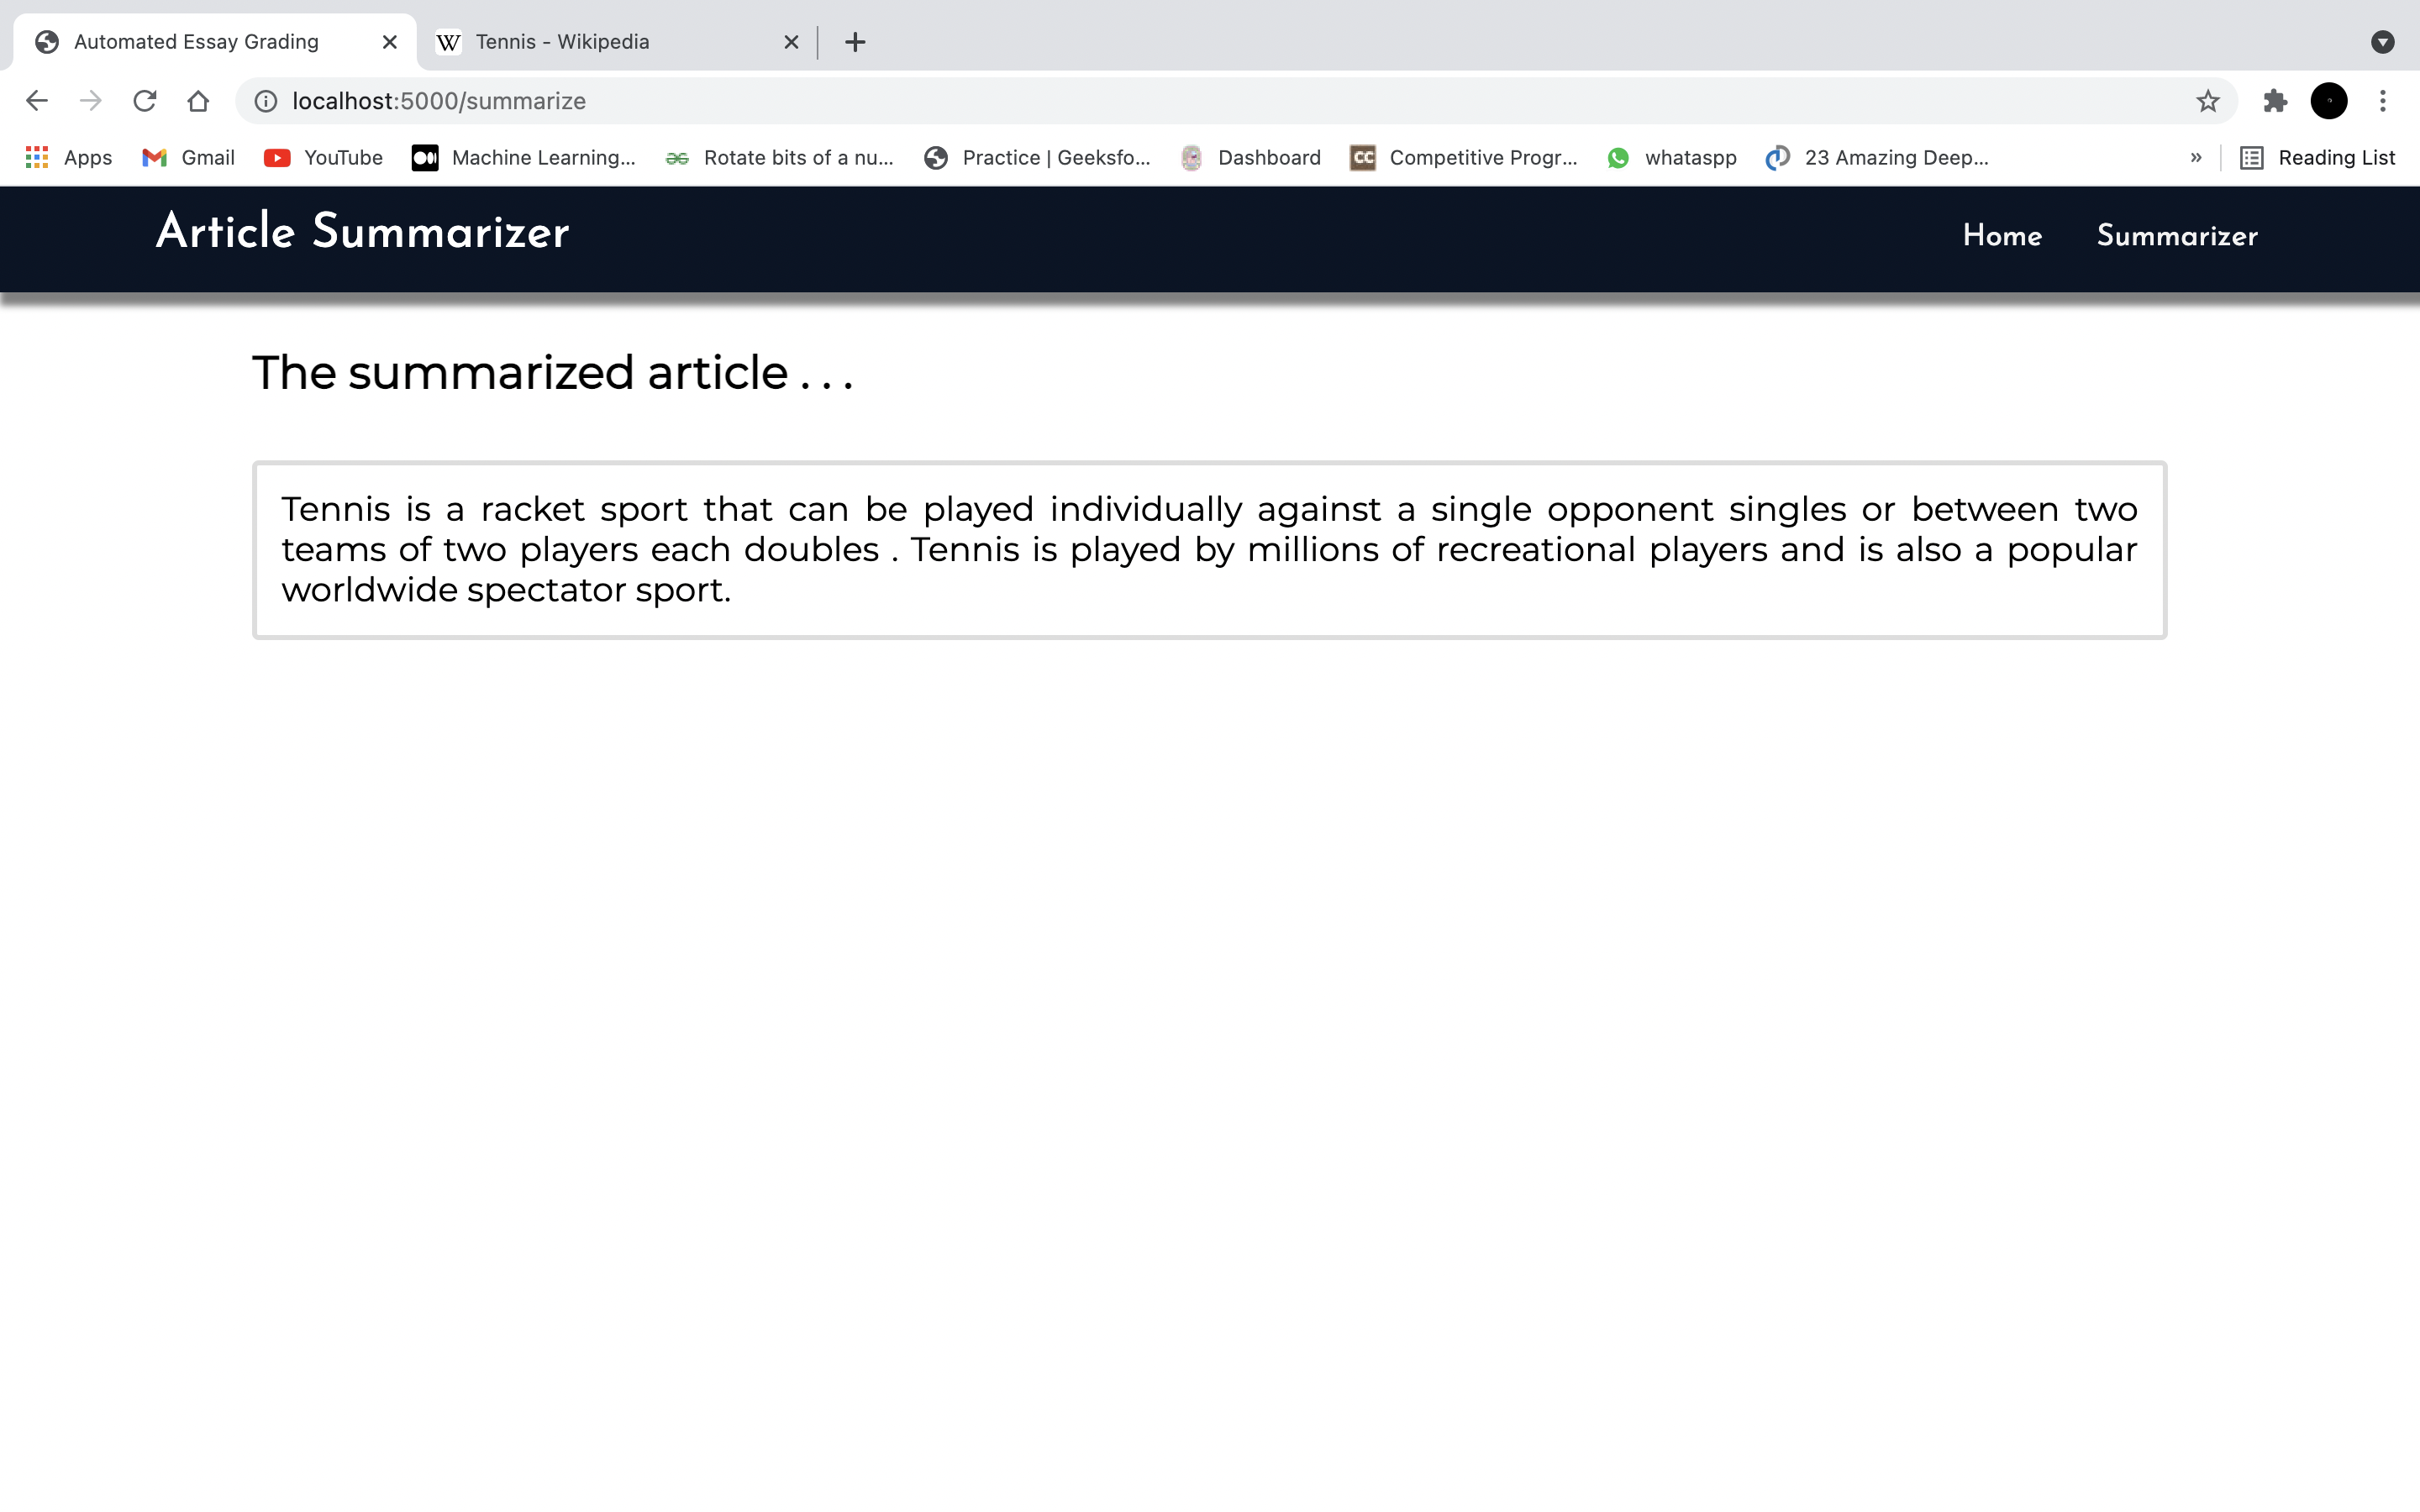 Automated Essay Grading
Tennis - Wikipedia
localhost:5000/summarize
Apps Gmail YouTube Machine Learning... Rotate bits of a nu... Practice | Geeksfo... Dashboard CC Competitive Progr... whataspp 23 Amazing Deep... » Reading List
Article Summarizer
Home Summarizer
The summarized article . . .
Tennis is a racket sport that can be played individually against a single opponent singles or between two
teams of two players each doubles . Tennis is played by millions of recreational players and is also a popular
worldwide spectator sport.